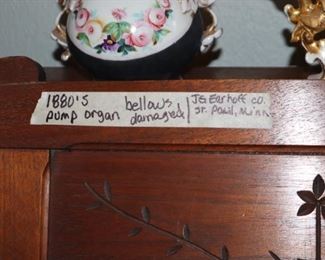 1880'S bellows
pump organ damaged
JG Earhoff CO.
St. Paul, Minn